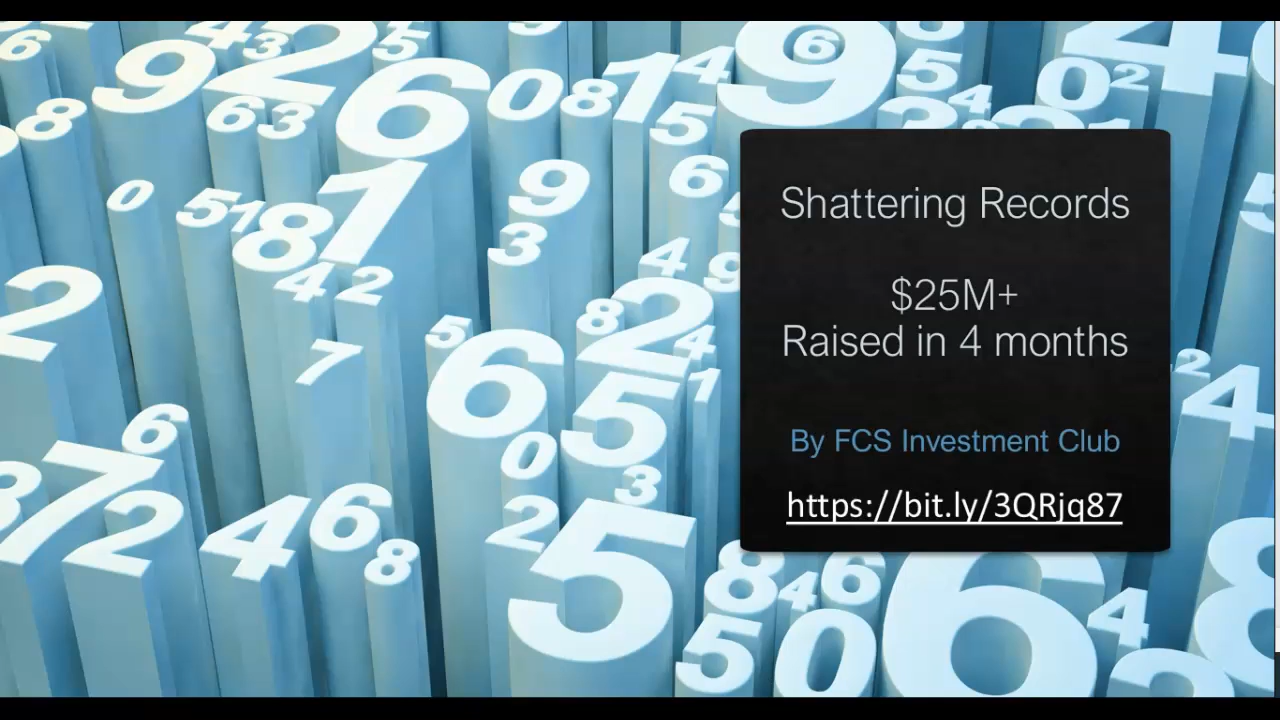 Shattering Records
$25M+
Raised in 4 months
By FCS Investment Club
https://bit.ly/3QRjq87